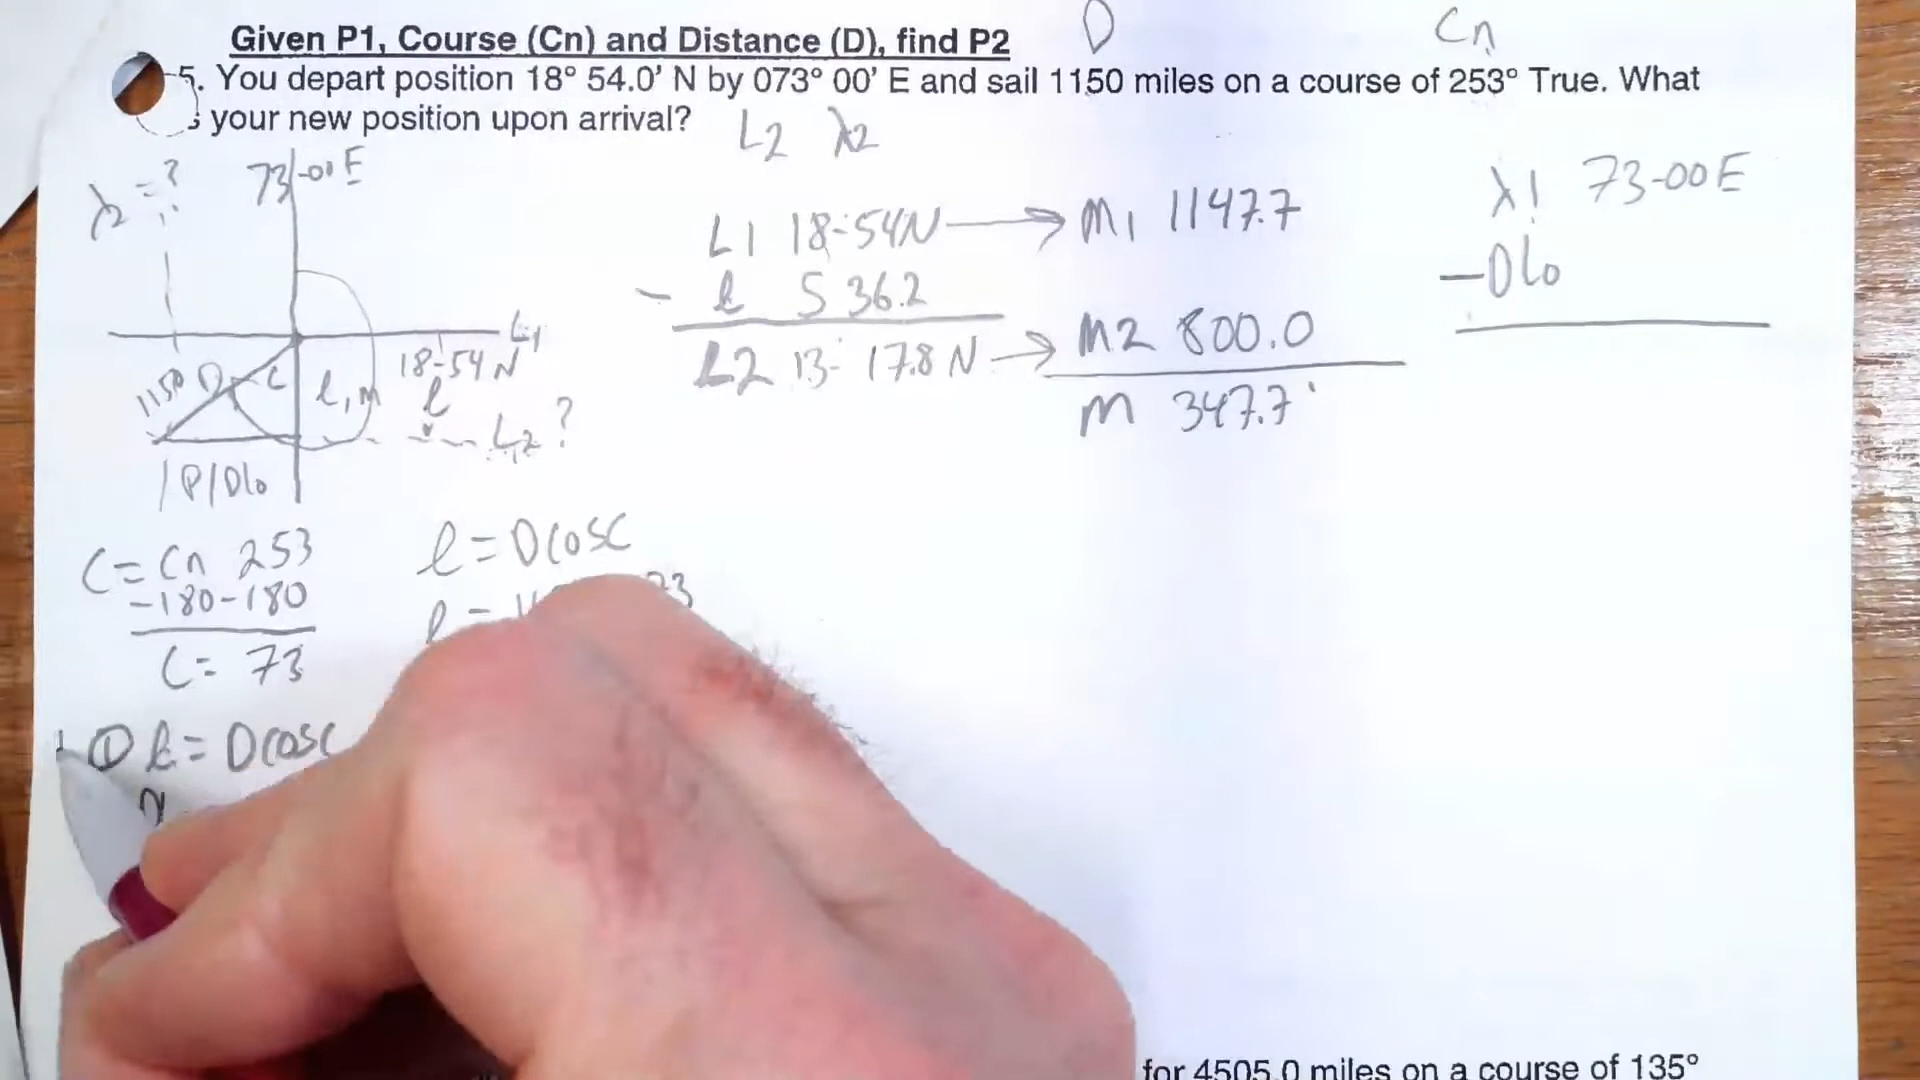 Given P1, Course (Cn) and Distance (D), find P2
D
Cn
5. You depart position 18° 54.0' N by 073° 00' E and sail 1150 miles on a course of 253° True. What
your new position upon arrival?
L2 λ2
λ2 = ?
73-00 E
L1
18-54 N
1150 D C
l, m
l
L2 ?
P/Dlo
L1 18-54N → M1 1147.7
- l S 36.2
L2 13- 17.8 N → M2 800.0
m 347.7'
λ1 73-00E
-Dlo
C = Cn 253
-180-180
C = 73
l = DcosC
l =
① l = DcosC
for 4505.0 miles on a course of 135°